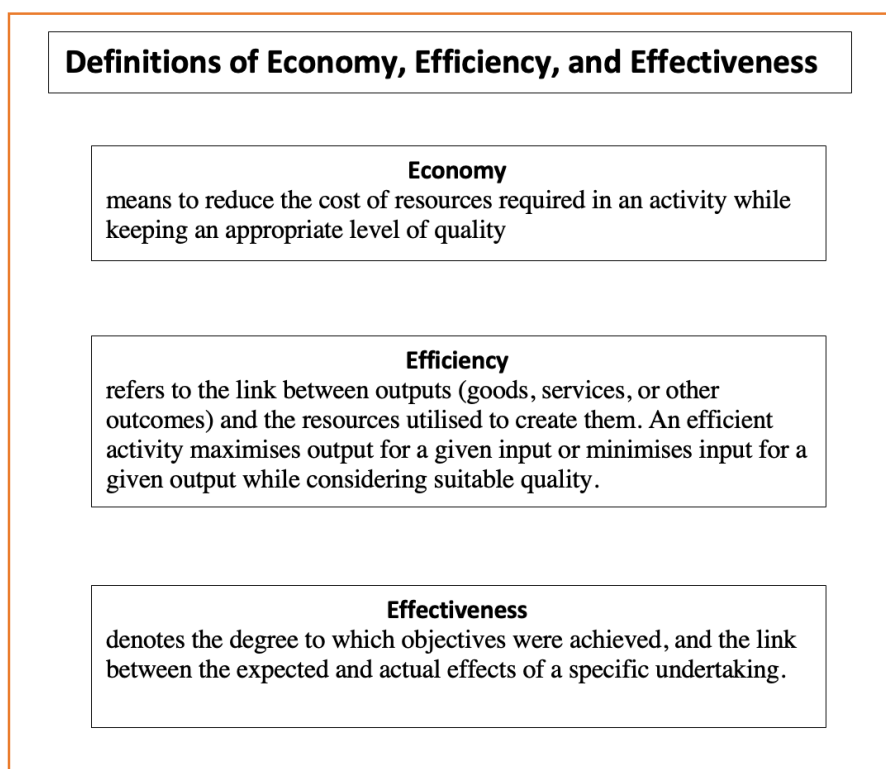 Definitions of Economy, Efficiency, and Effectiveness
Economy
means to reduce the cost of resources required in an activity while
keeping an appropriate level of quality
Efficiency
refers to the link between outputs (goods, services, or other
outcomes) and the resources utilised to create them. An efficient
activity maximises output for a given input or minimises input for a
given output while considering suitable quality.
Effectiveness
denotes the degree to which objectives were achieved, and the link
between the expected and actual effects of a specific undertaking.